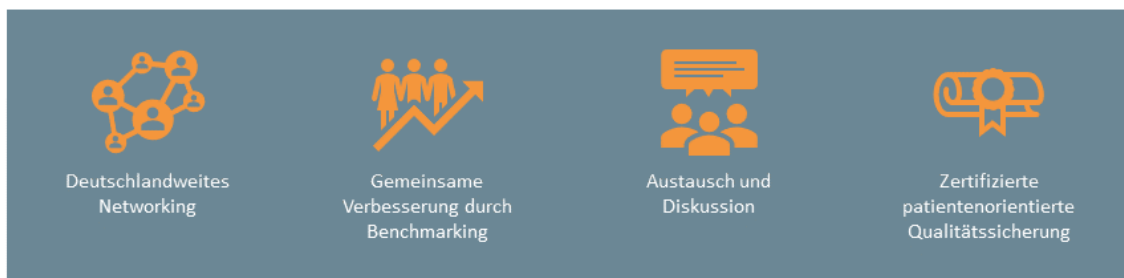 Deutschlandweites
Networking
Gemeinsame
Verbesserung durch
Benchmarking
Austausch und
Diskussion
Zertifizierte
patientenorientierte
Qualitätssicherung